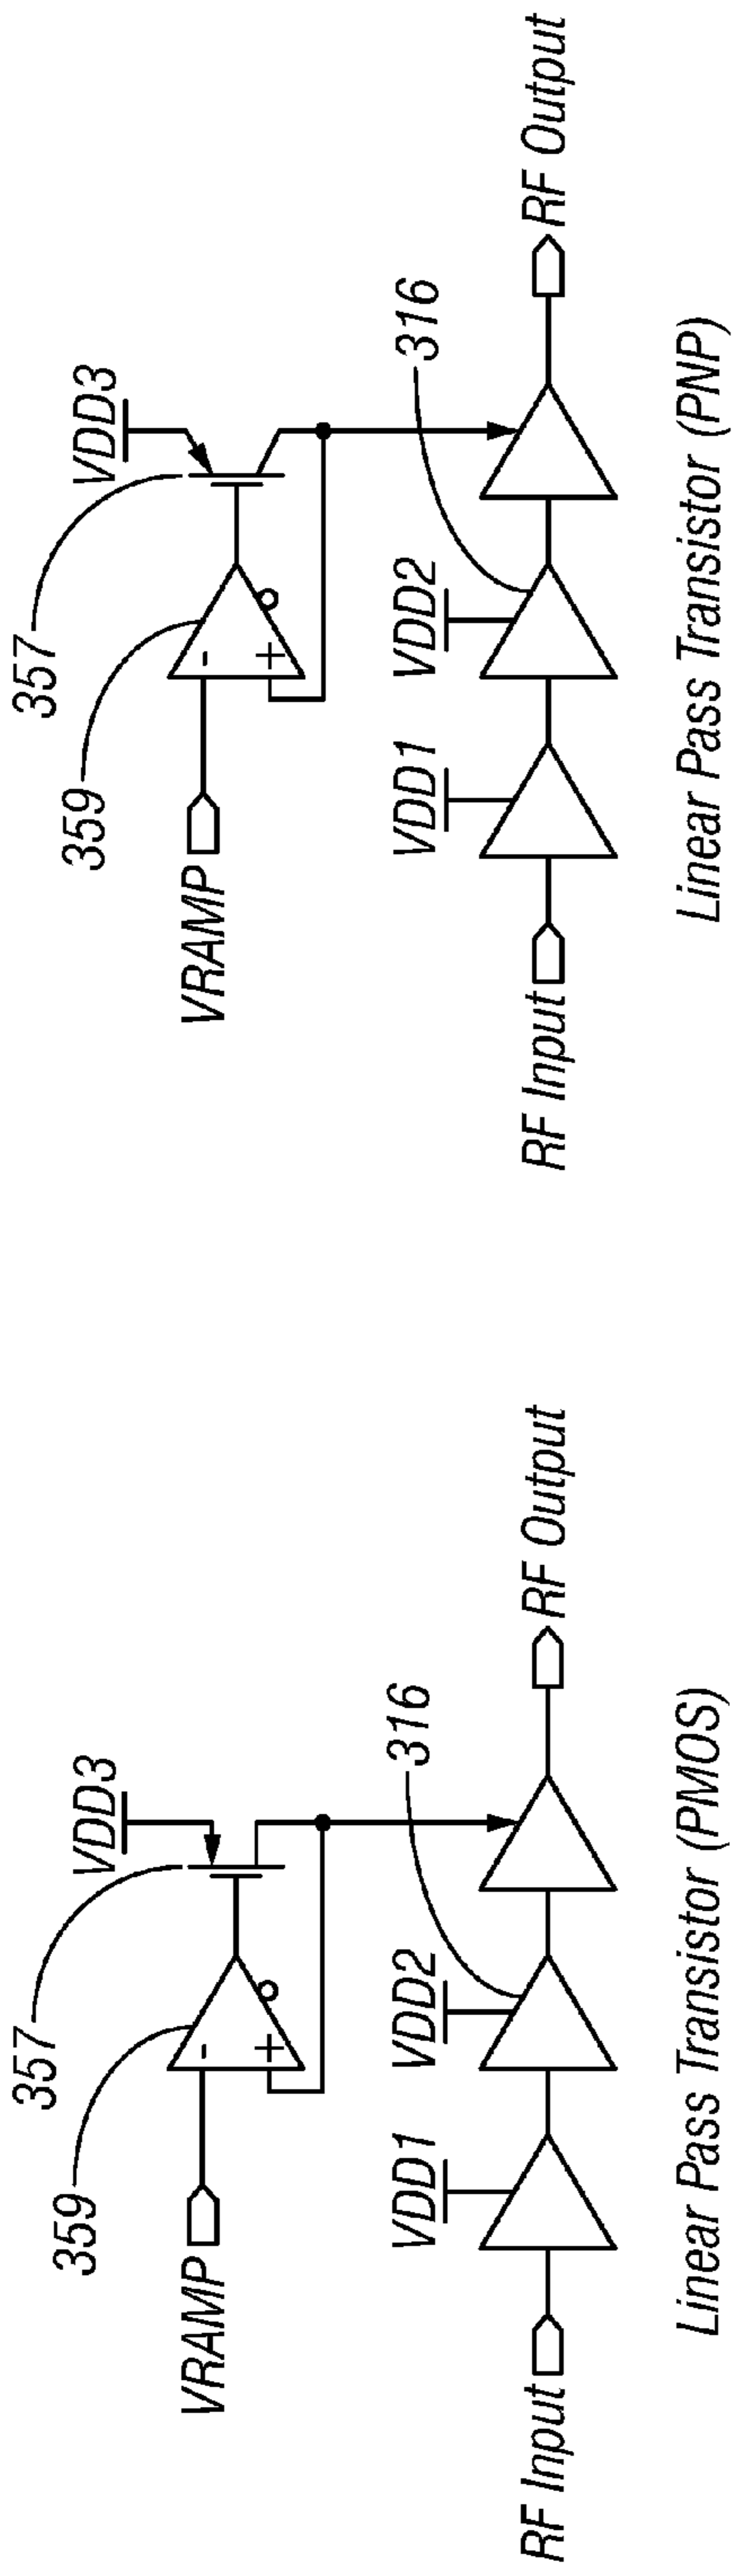 357
VDD3
359
VRAMP
-
+
316
VDD1
VDD2
RF Input
RF Output
Linear Pass Transistor (PMOS)
357
VDD3
359
VRAMP
-
+
316
VDD1
VDD2
RF Input
RF Output
Linear Pass Transistor (PNP)